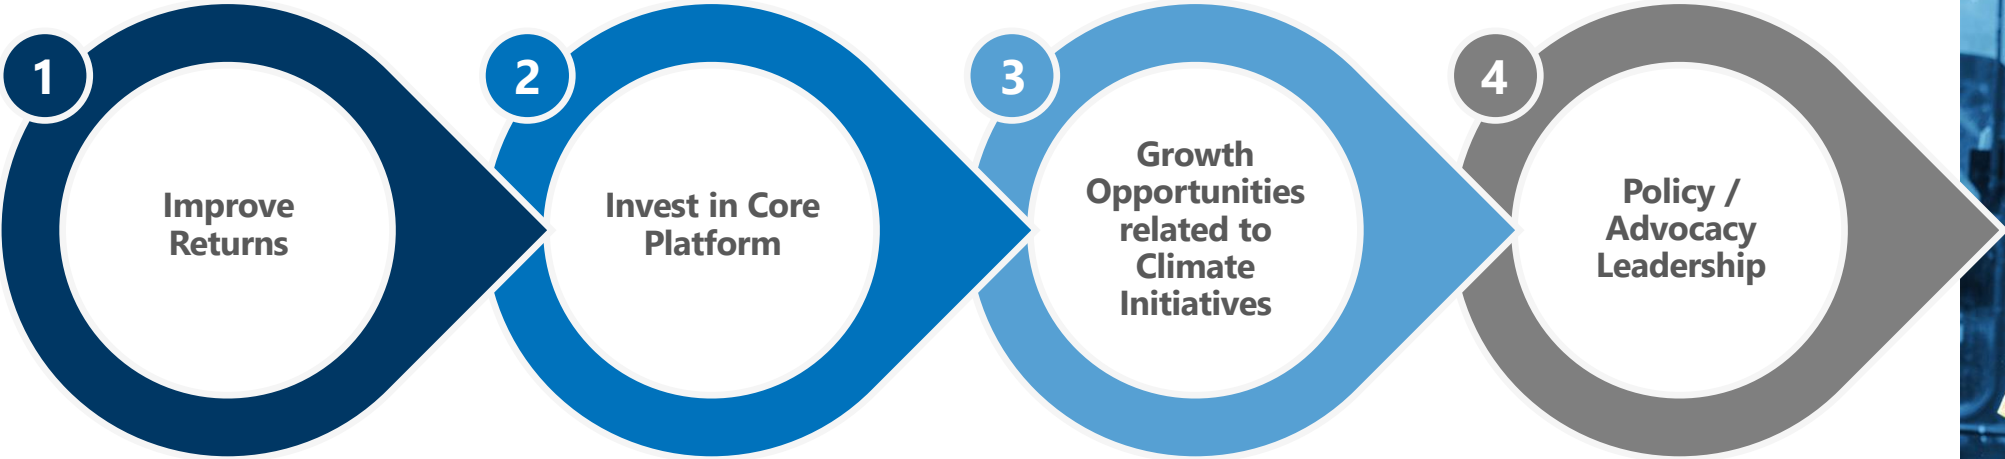 1
Improve
Returns
2
Invest in Core
Platform
3
Growth
Opportunities
related to
Climate
Initiatives
4
Policy /
Advocacy
Leadership